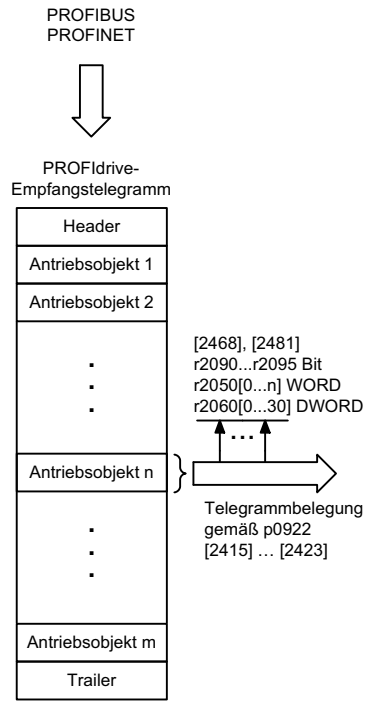 PROFIBUS
PROFINET
PROFIdrive-
Empfangstelegramm
Header
Antriebsobjekt 1
Antriebsobjekt 2
.
.
.
[2468], [2481]
r2090...r2095 Bit
r2050[0...n] WORD
r2060[0...30] DWORD
...
Antriebsobjekt n
Telegrammbelegung
gemäß p0922
[2415] ... [2423]
.
.
.
Antriebsobjekt m
Trailer